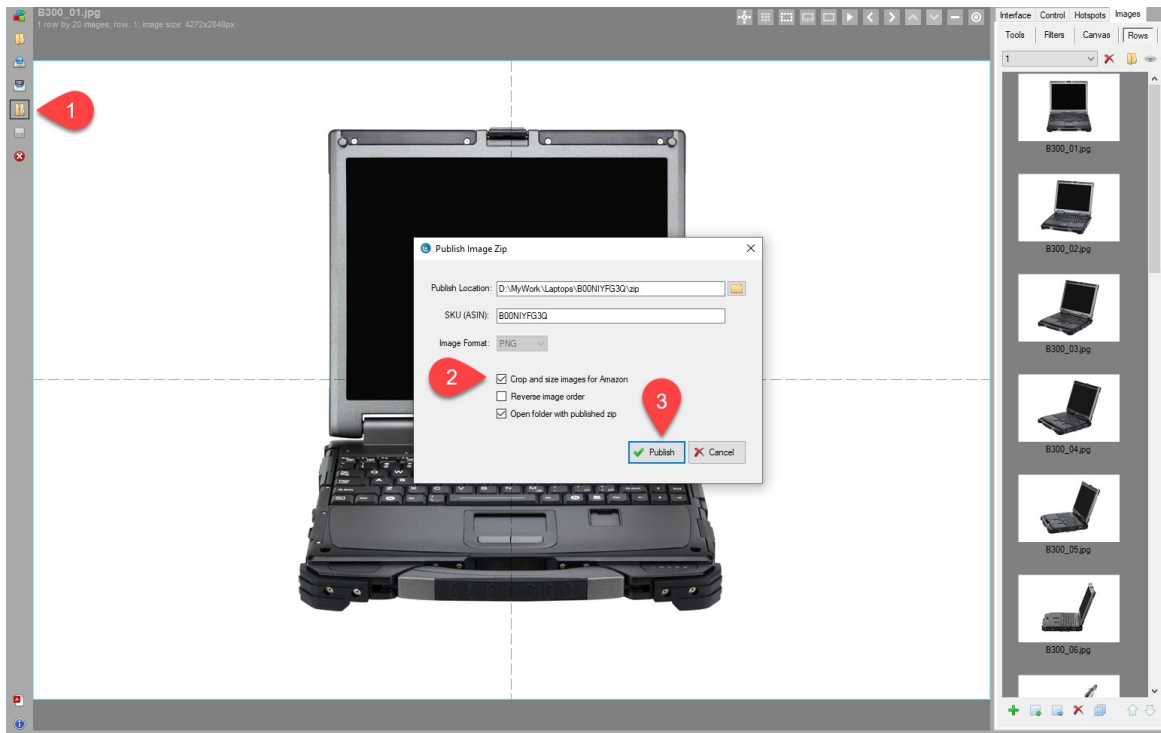 B300_01.jpg
1 row by 20 images; row: 1; image size: 4272x2848px
Interface Control Hotspots Images
Tools Filters Canvas Rows
1
1
B300_01.jpg
B300_02.jpg
B300_03.jpg
B300_04.jpg
B300_05.jpg
B300_06.jpg
Publish Image Zip
Publish Location: D:\MyWork\Laptops\B00NIYFG3Q\zip
SKU (ASIN): B00NIYFG3Q
Image Format: PNG
2
Crop and size images for Amazon
Reverse image order
Open folder with published zip
3
Publish Cancel